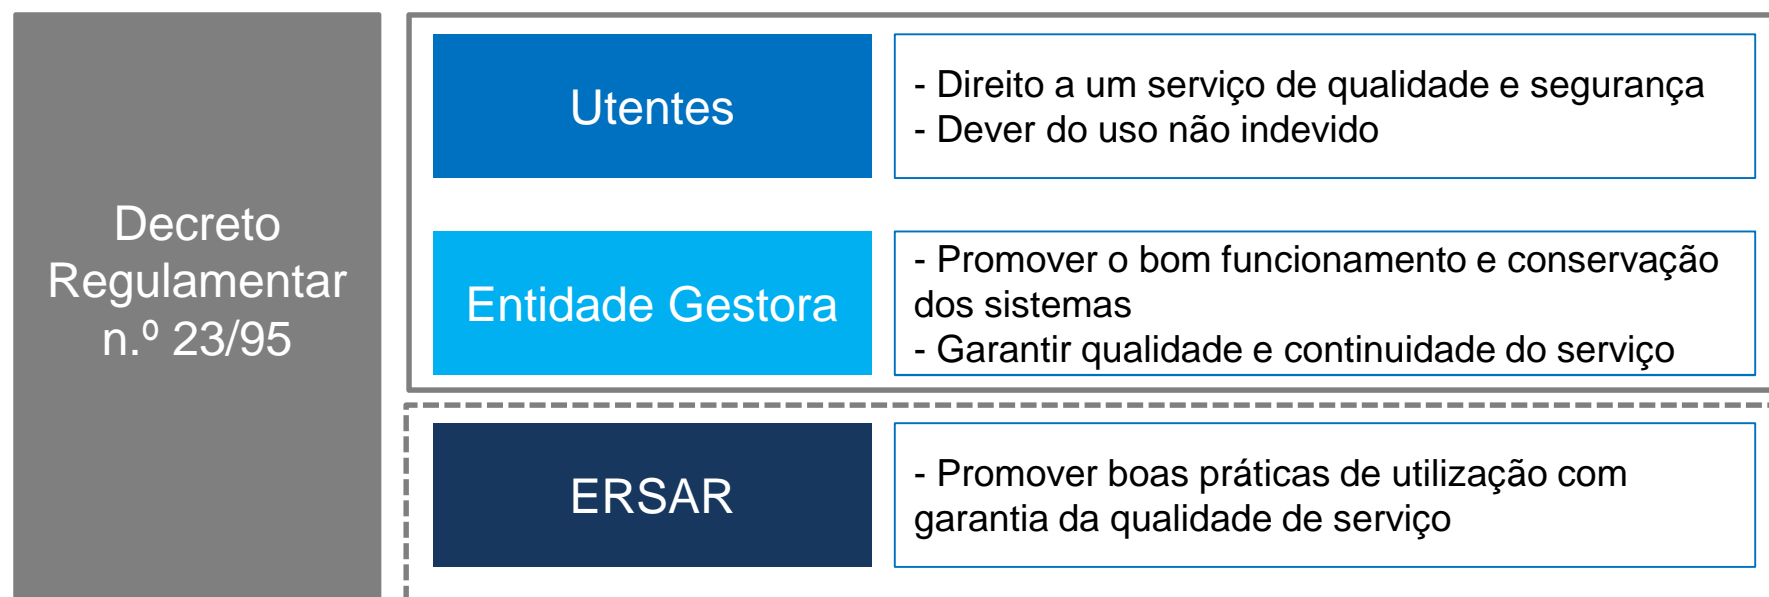 Decreto
Regulamentar
n.º 23/95
Utentes
- Direito a um serviço de qualidade e segurança
- Dever do uso não indevido
Entidade Gestora
- Promover o bom funcionamento e conservação
dos sistemas
- Garantir qualidade e continuidade do serviço
ERSAR
- Promover boas práticas de utilização com
garantia da qualidade de serviço